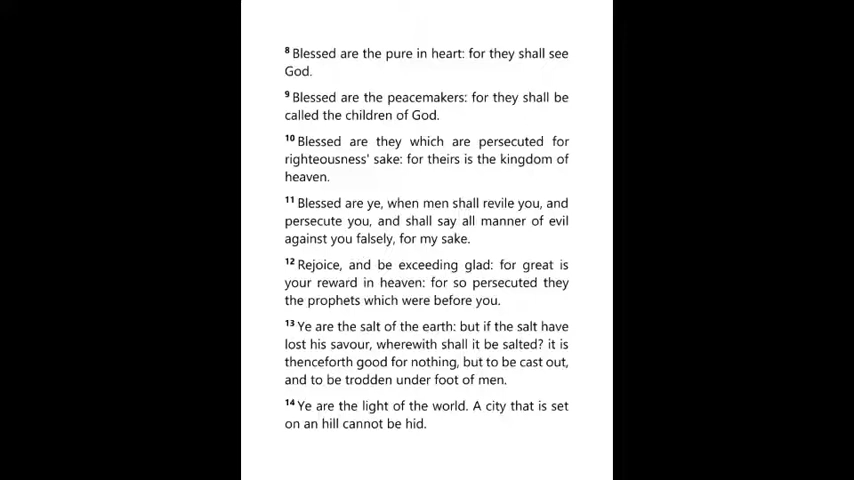 8 Blessed are the pure in heart: for they shall see
God.
9 Blessed are the peacemakers: for they shall be
called the children of God.
10 Blessed are they which are persecuted for
righteousness' sake: for theirs is the kingdom of
heaven.
11 Blessed are ye, when men shall revile you, and
persecute you, and shall say all manner of evil
against you falsely, for my sake.
12 Rejoice, and be exceeding glad: for great is
your reward in heaven: for so persecuted they
the prophets which were before you.
13 Ye are the salt of the earth: but if the salt have
lost his savour, wherewith shall it be salted? it is
thenceforth good for nothing, but to be cast out,
and to be trodden under foot of men.
14 Ye are the light of the world. A city that is set
on an hill cannot be hid.